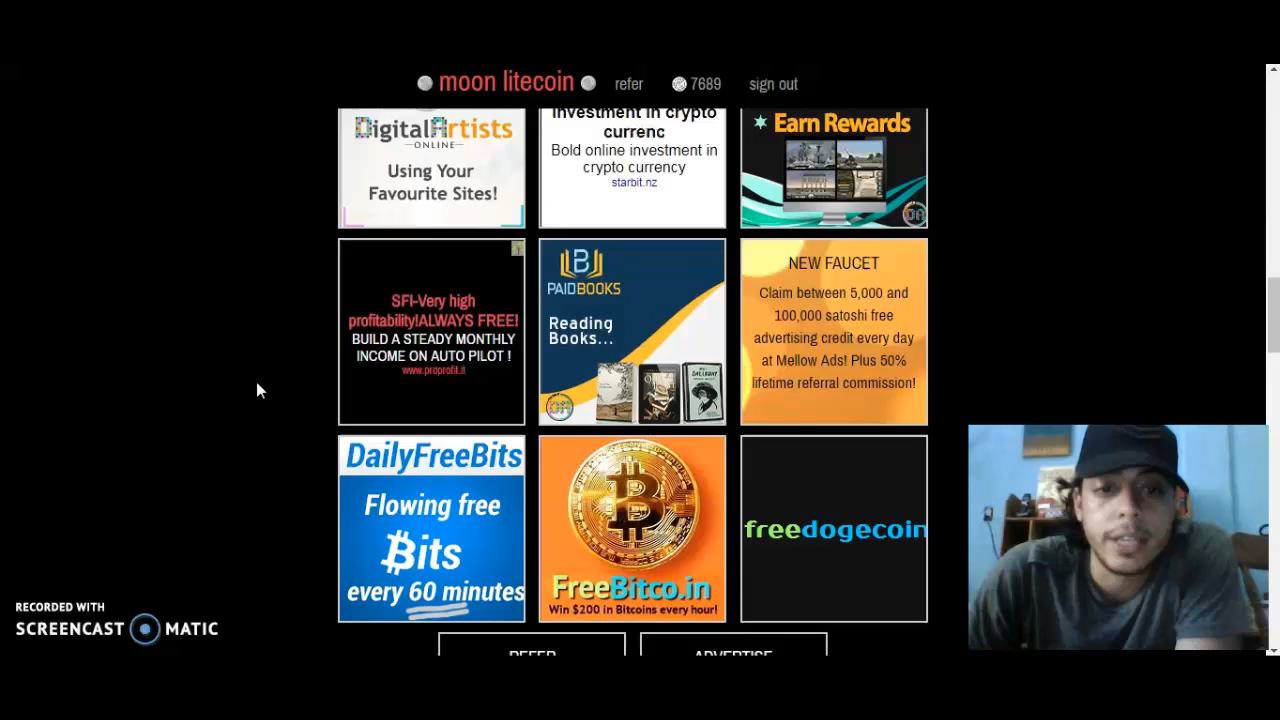 moon litecoin
refer
7689
sign out
DigitalArtists
ONLINE
Using Your
Favourite Sites!
investment in crypto
currenc
Bold online investment in
crypto currency
starbit.nz
Earn Rewards
SFI-Very high
profitability!ALWAYS FREE!
BUILD A STEADY MONTHLY
INCOME ON AUTO PILOT !
www.proprofit.il
B
PAIDBOOKS
Reading
Books...
NEW FAUCET
Claim between 5,000 and
100,000 satoshi free
advertising credit every day
at Mellow Ads! Plus 50%
lifetime referral commission!
DailyFreeBits
Flowing free
Bits
every 60 minutes
FreeBitco.in
Win $200 in Bitcoins every hour!
freedogecoin
RECORDED WITH
SCREENCAST MATIC
REFER
ADVERTISE